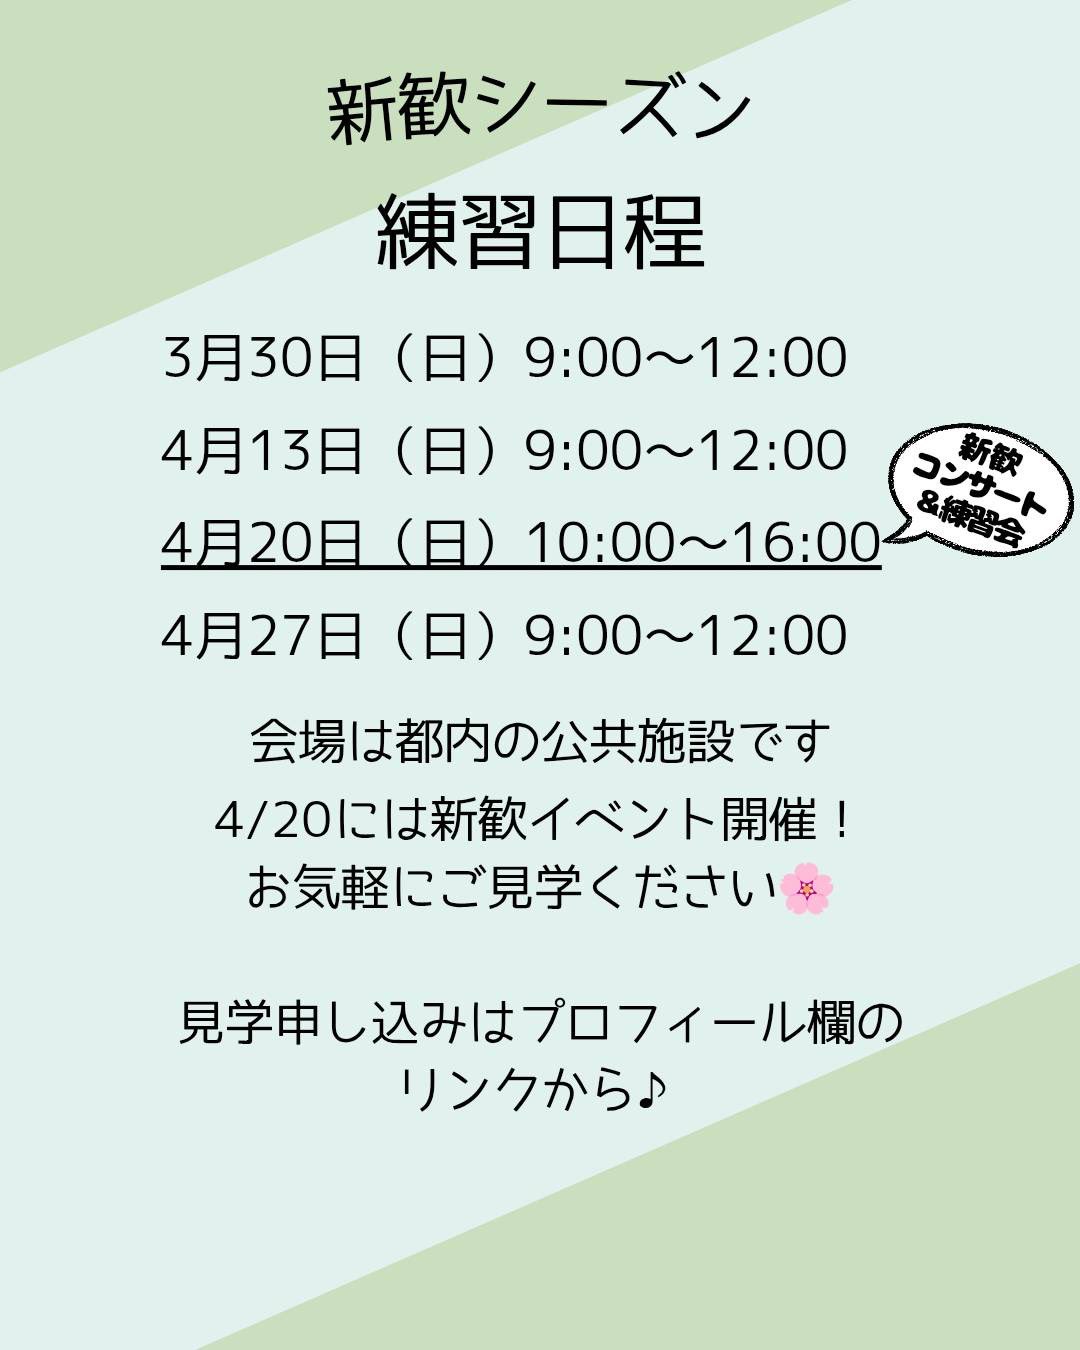 新歓シーズン
練習日程
3月30日（日）9:00～12:00
4月13日（日）9:00～12:00
新歓
コンサート
&練習会
4月20日（日）10:00～16:00
4月27日（日）9:00～12:00
会場は都内の公共施設です
4/20には新歓イベント開催！
お気軽にご見学ください🌸
見学申し込みはプロフィール欄の
リンクから♪